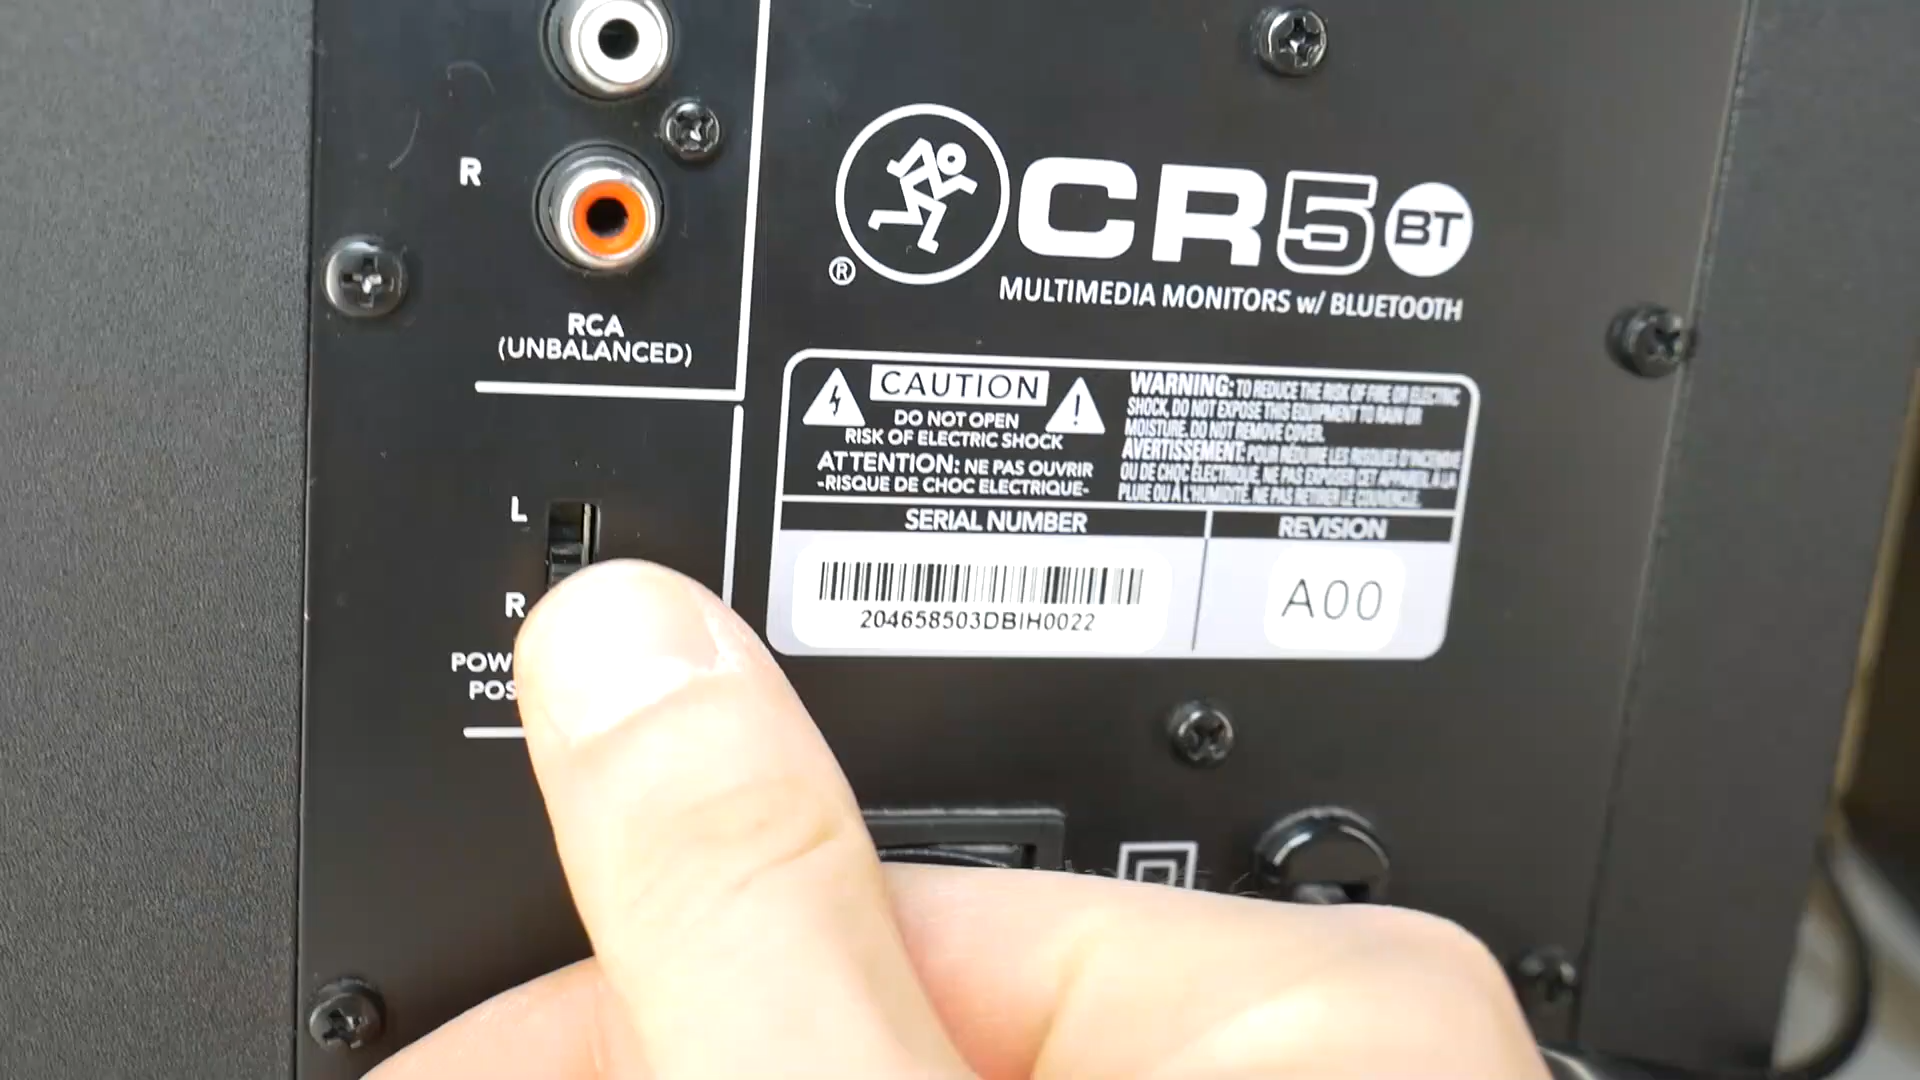 R
RCA
(UNBALANCED)
L
R
POW
POS
®
CR5 BT
MULTIMEDIA MONITORS w/ BLUETOOTH
CAUTION
DO NOT OPEN
RISK OF ELECTRIC SHOCK
ATTENTION: NE PAS OUVRIR
-RISQUE DE CHOC ELECTRIQUE-
WARNING: TO REDUCE THE RISK OF FIRE OR ELECTRIC
SHOCK, DO NOT EXPOSE THIS EQUIPMENT TO RAIN OR
MOISTURE. DO NOT REMOVE COVER.
AVERTISSEMENT: POUR RÉDUIRE LES RISQUES D'INCENDIE
OU DE CHOC ÉLECTRIQUE, NE PAS EXPOSER CET APPAREIL À LA
PLUIE OU À L'HUMIDITÉ. NE PAS RETIRER LE COUVERCLE.
SERIAL NUMBER
REVISION
204658503DBIH0022
A00